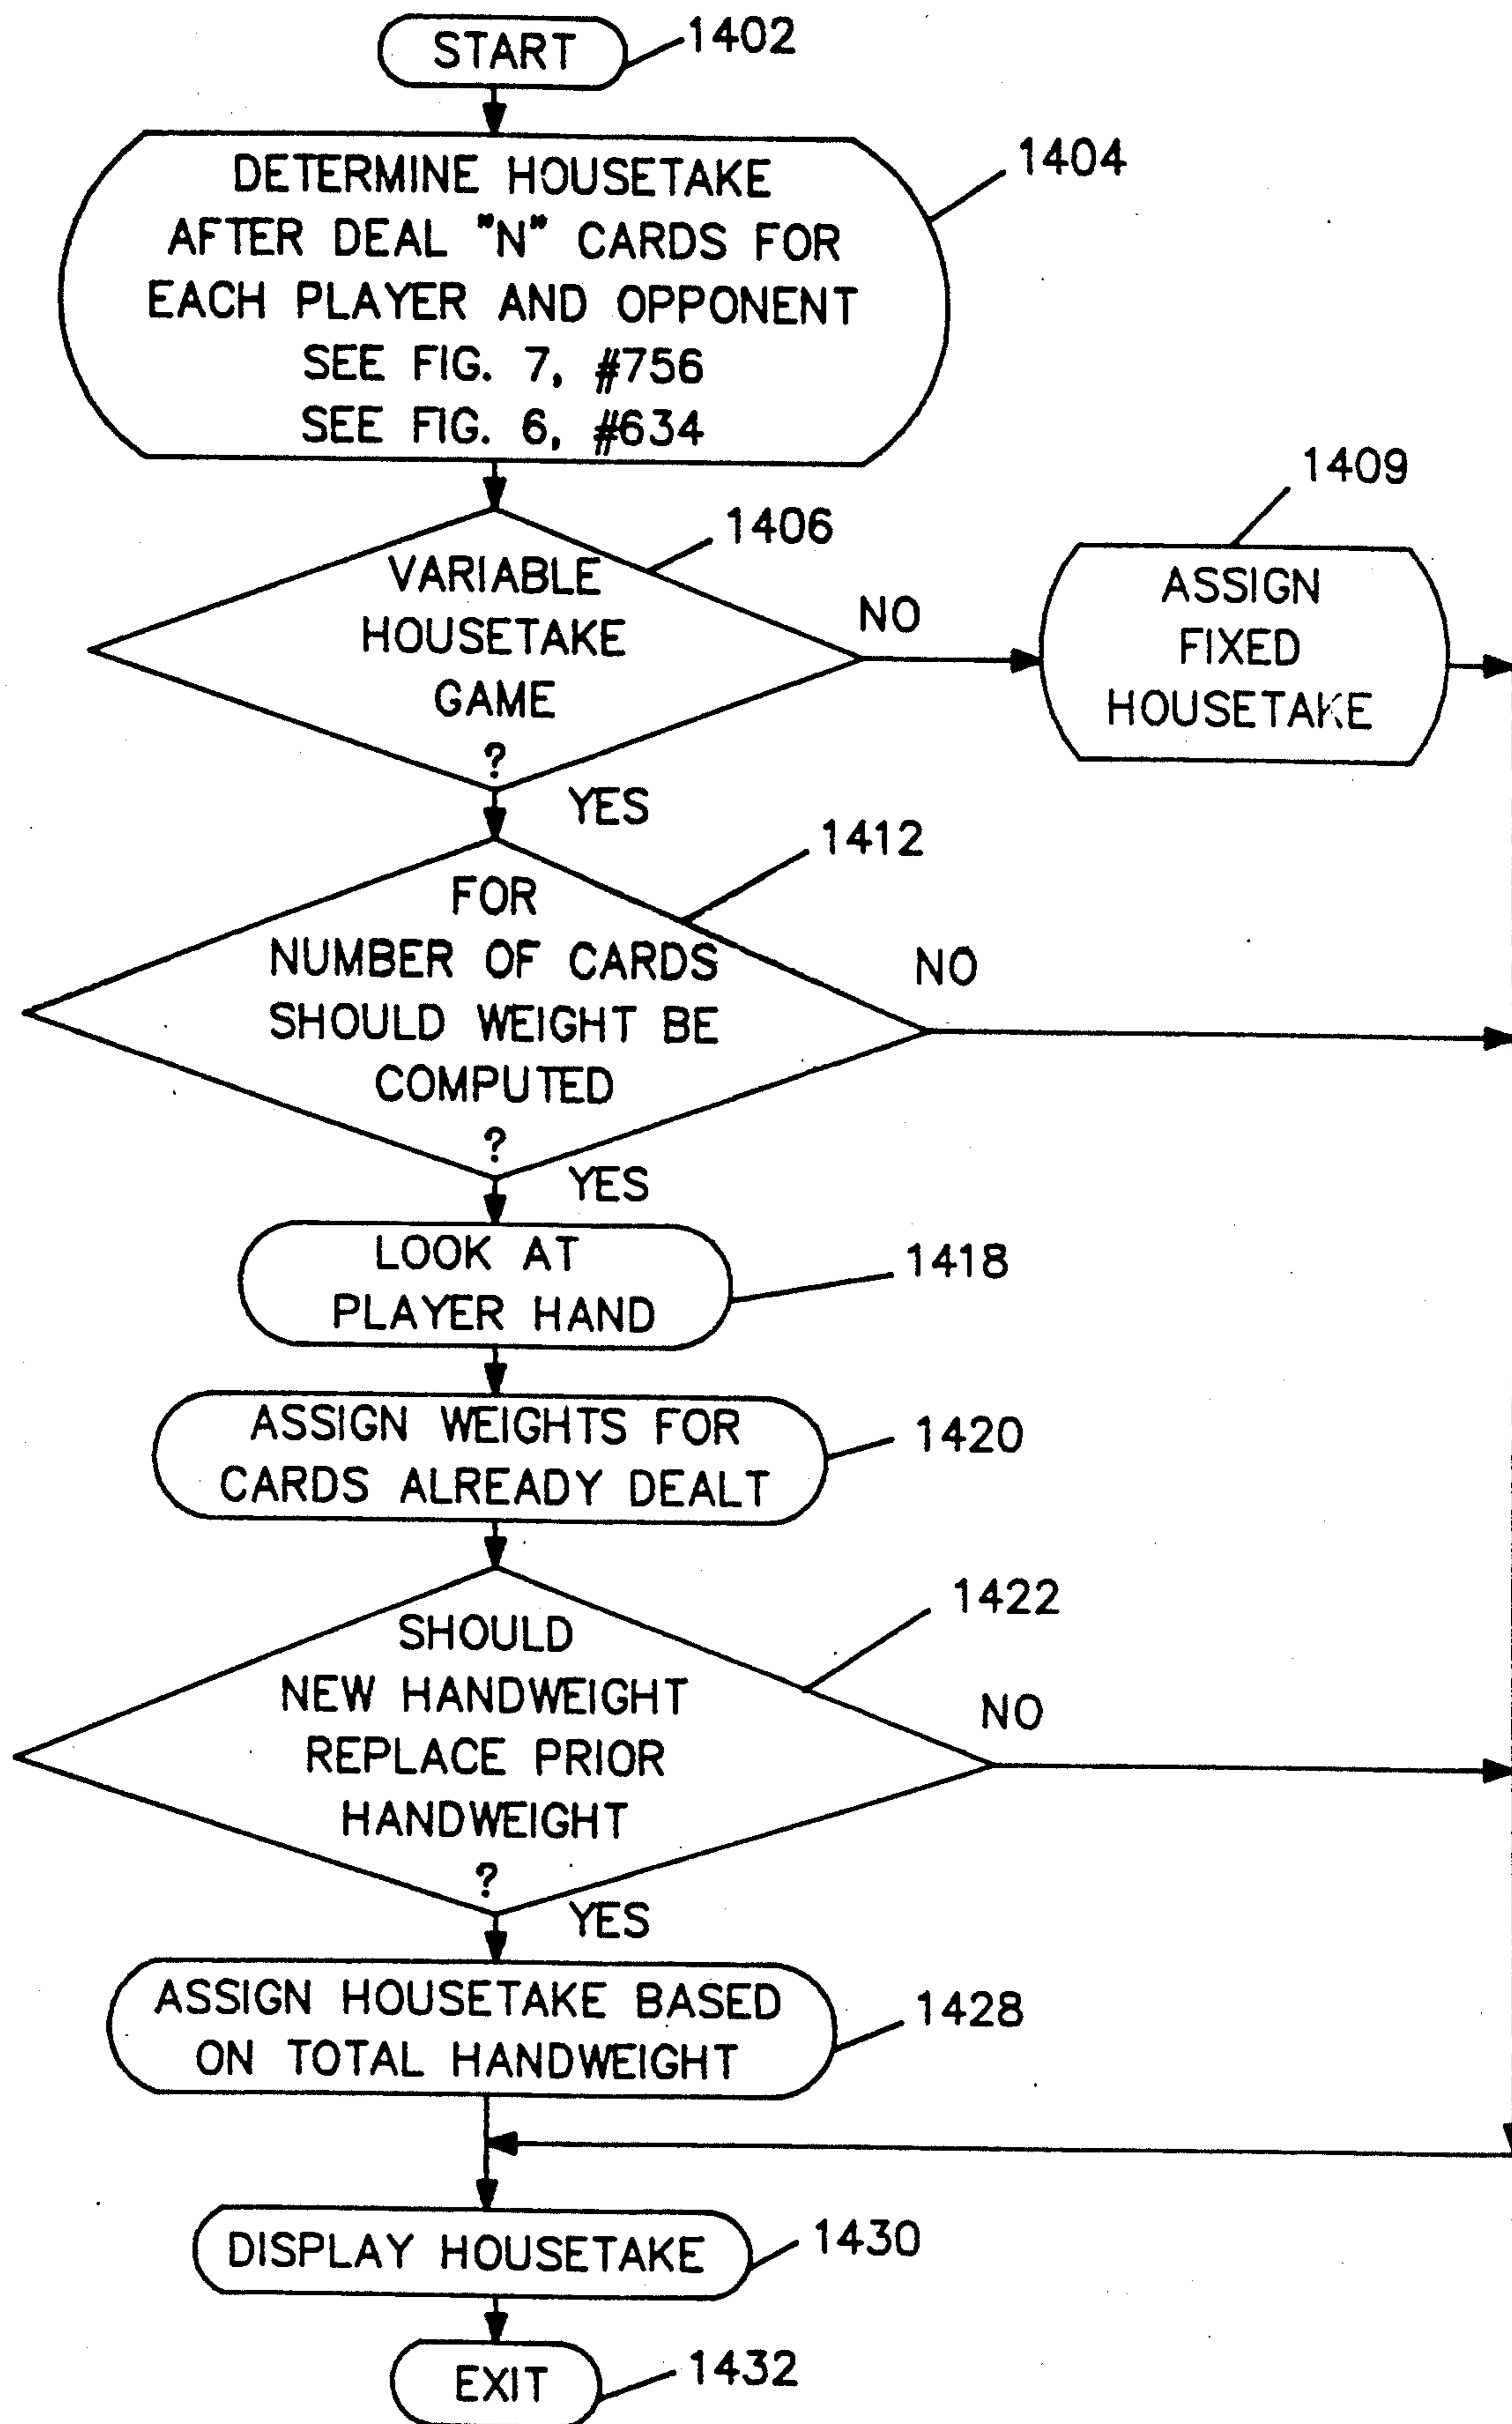 START
1402
DETERMINE HOUSETAKE
AFTER DEAL "N" CARDS FOR
EACH PLAYER AND OPPONENT
SEE FIG. 7, #756
SEE FIG. 6, #634
1404
VARIABLE
HOUSETAKE
GAME
?
1406
NO
YES
ASSIGN
FIXED
HOUSETAKE
1409
FOR
NUMBER OF CARDS
SHOULD WEIGHT BE
COMPUTED
?
1412
NO
YES
LOOK AT
PLAYER HAND
1418
ASSIGN WEIGHTS FOR
CARDS ALREADY DEALT
1420
SHOULD
NEW HANDWEIGHT
REPLACE PRIOR
HANDWEIGHT
?
1422
NO
YES
ASSIGN HOUSETAKE BASED
ON TOTAL HANDWEIGHT
1428
DISPLAY HOUSETAKE
1430
EXIT
1432